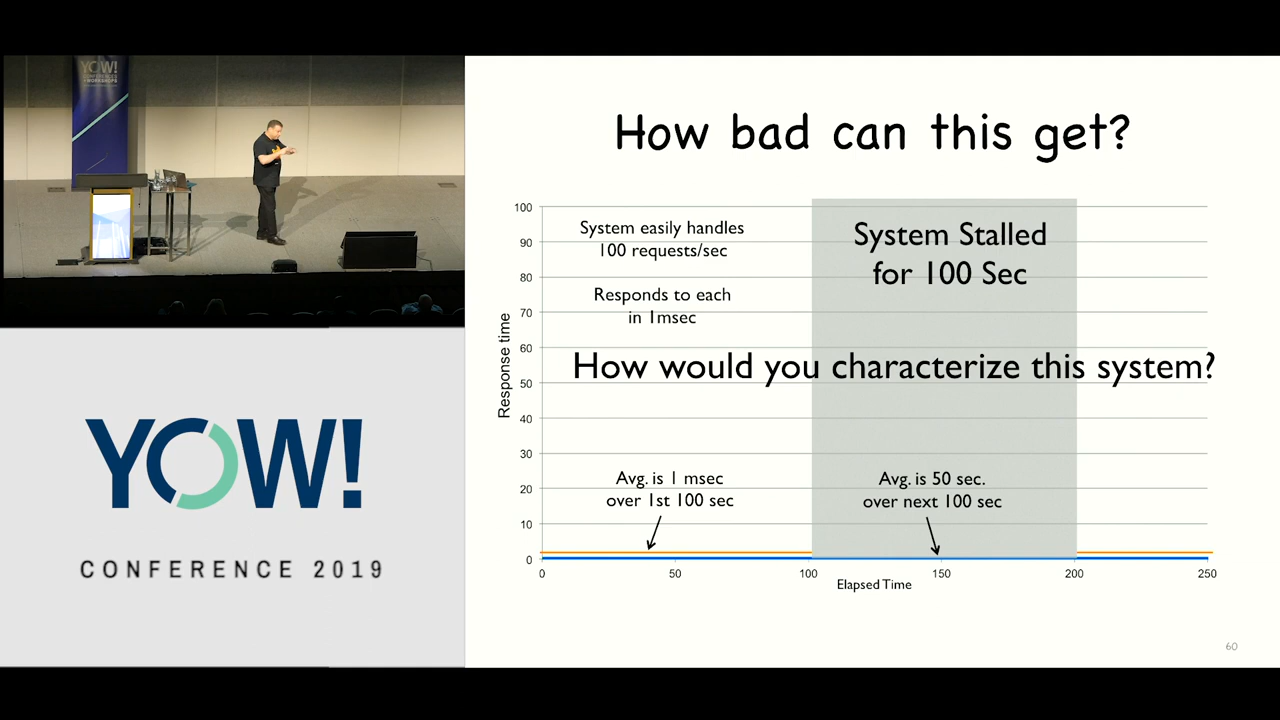 YOW!
CONFERENCES
& WORKSHOPS
YOW!
CONFERENCE 2019
How bad can this get?
System easily handles
100 requests/sec
Responds to each
in 1msec
System Stalled
for 100 Sec
How would you characterize this system?
Avg. is 1 msec
over 1st 100 sec
Avg. is 50 sec.
over next 100 sec
Response time
100
90
80
70
60
50
40
30
20
10
0
0 50 100 150 200 250
Elapsed Time
60